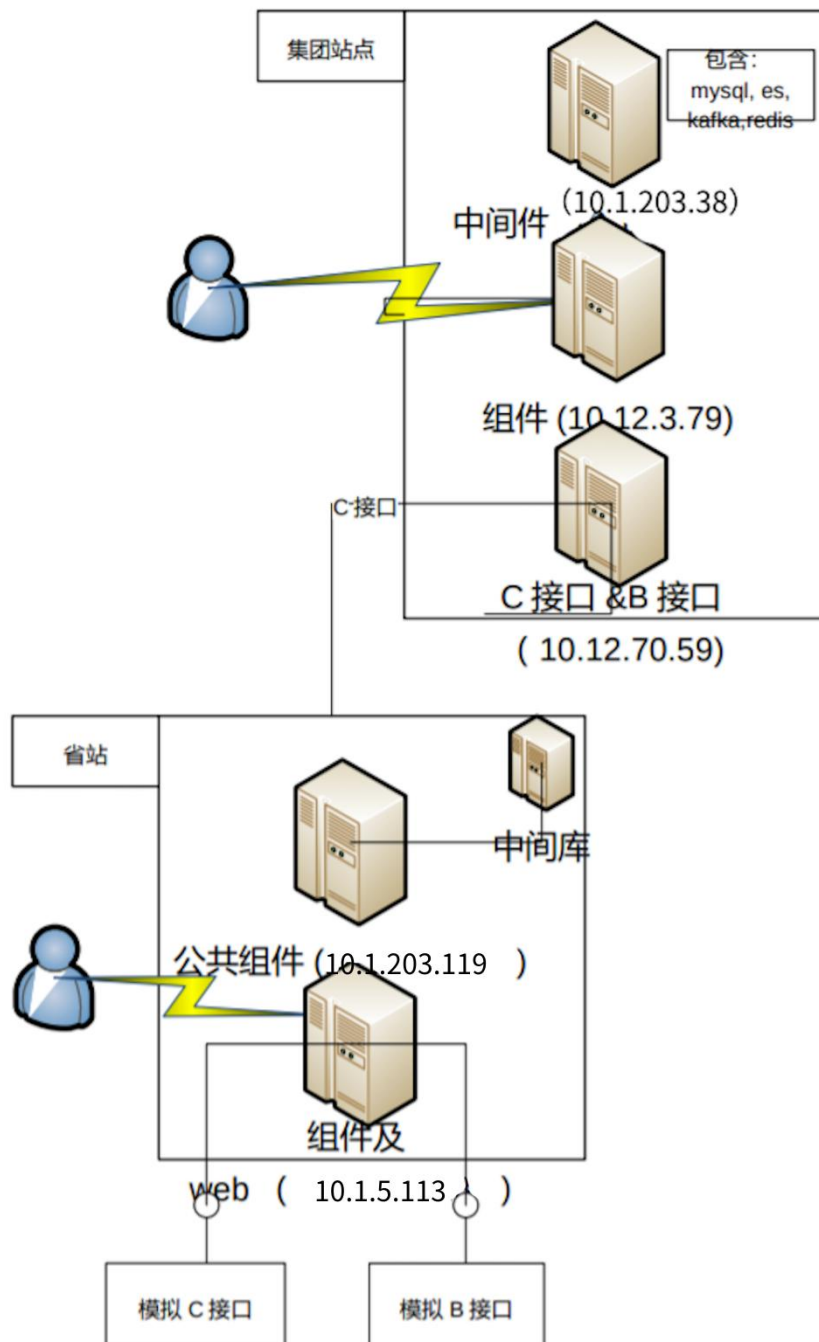 集团站点
包含:
mysql, es,
kafka,redis
(10.1.203.38)
中间件
组件 (10.12.3.79)
C 接口
C 接口 &B 接口
( 10.12.70.59)
省站
中间库
公共组件 (10.1.203.119 )
组件及
web ( 10.1.5.113 )
模拟 C 接口
模拟 B 接口